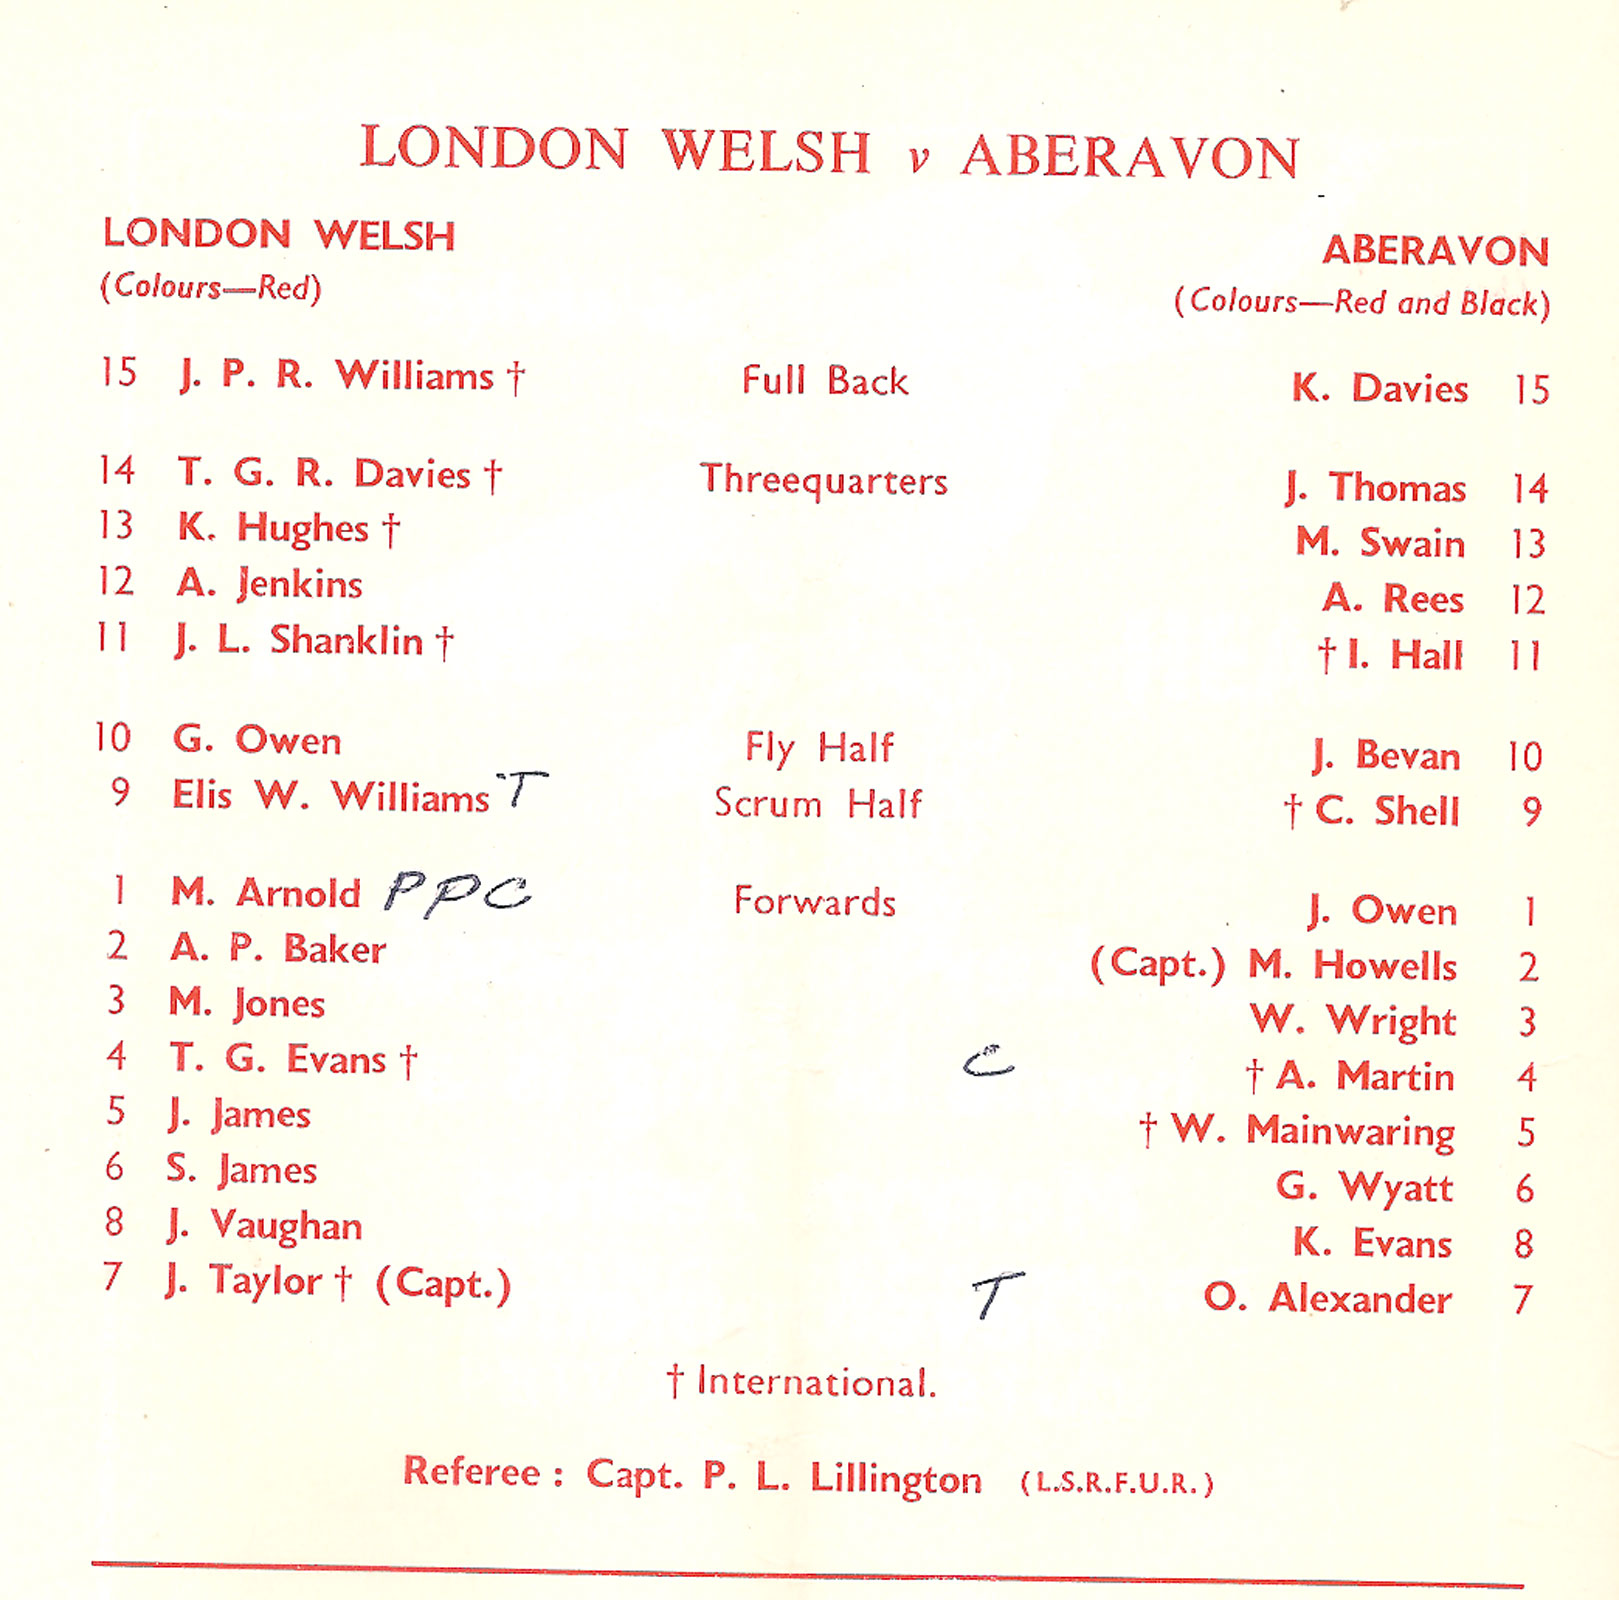 LONDON WELSH v ABERAVON
LONDON WELSH ABERAVON
(Colours—Red) (Colours—Red and Black)
15 J. P. R. Williams † Full Back K. Davies 15
14 T. G. R. Davies † Threequarters J. Thomas 14
13 K. Hughes † M. Swain 13
12 A. Jenkins A. Rees 12
11 J. L. Shanklin † † I. Hall 11
10 G. Owen Fly Half J. Bevan 10
9 Elis W. Williams T Scrum Half † C. Shell 9
1 M. Arnold PPC Forwards J. Owen 1
2 A. P. Baker (Capt.) M. Howells 2
3 M. Jones W. Wright 3
4 T. G. Evans † C † A. Martin 4
5 J. James † W. Mainwaring 5
6 S. James G. Wyatt 6
8 J. Vaughan K. Evans 8
7 J. Taylor † (Capt.) T O. Alexander 7
† International.
Referee : Capt. P. L. Lillington (L.S.R.F.U.R.)